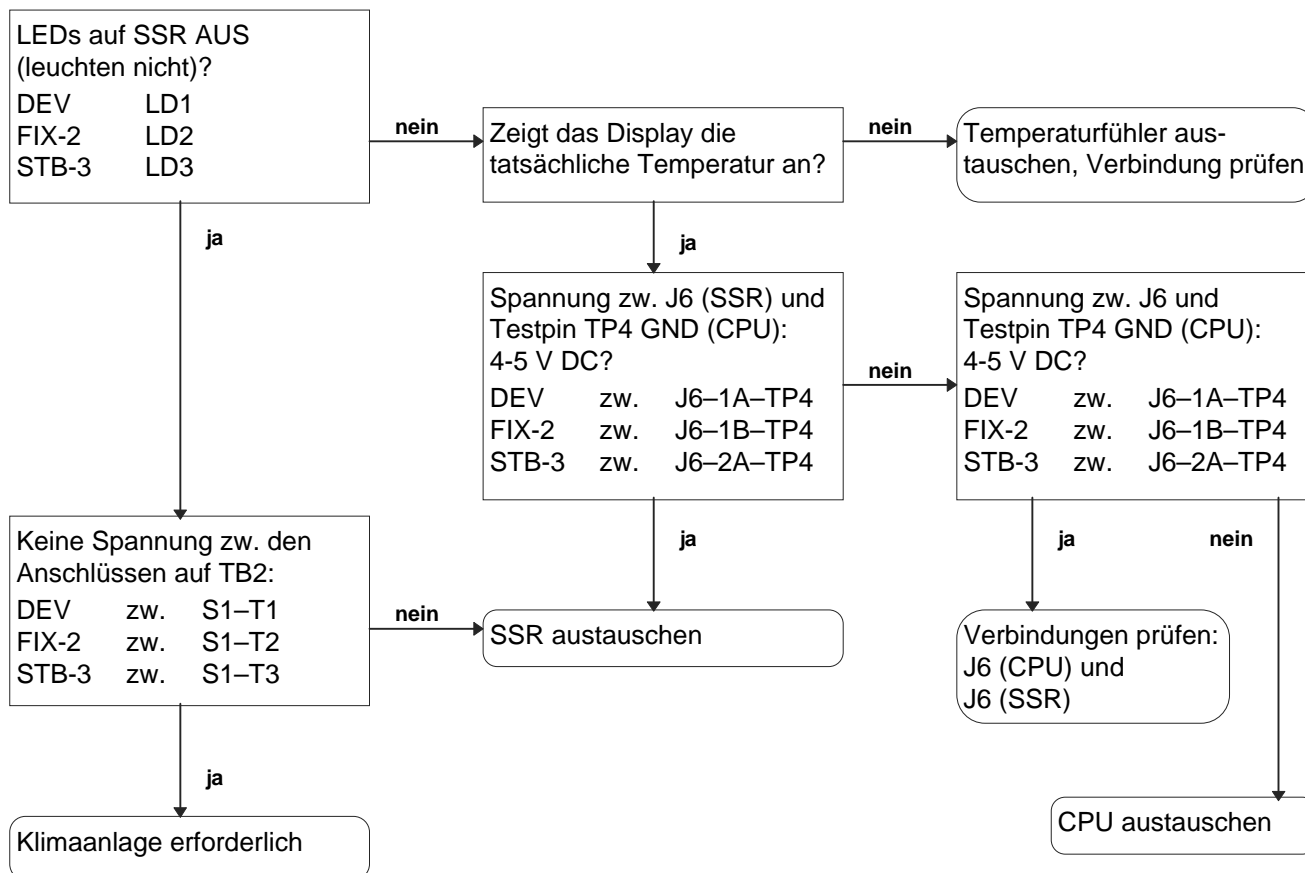 LEDs auf SSR AUS
(leuchten nicht)?
DEV LD1
FIX-2 LD2
STB-3 LD3
nein
Zeigt das Display die
tatsächliche Temperatur an?
nein
Temperaturfühler aus-
tauschen, Verbindung prüfen
ja
ja
Spannung zw. J6 (SSR) und
Testpin TP4 GND (CPU):
4-5 V DC?
DEV zw. J6–1A–TP4
FIX-2 zw. J6–1B–TP4
STB-3 zw. J6–2A–TP4
nein
Spannung zw. J6 und
Testpin TP4 GND (CPU):
4-5 V DC?
DEV zw. J6–1A–TP4
FIX-2 zw. J6–1B–TP4
STB-3 zw. J6–2A–TP4
Keine Spannung zw. den
Anschlüssen auf TB2:
DEV zw. S1–T1
FIX-2 zw. S1–T2
STB-3 zw. S1–T3
nein
ja
SSR austauschen
ja
nein
Verbindungen prüfen:
J6 (CPU) und
J6 (SSR)
ja
Klimaanlage erforderlich
CPU austauschen